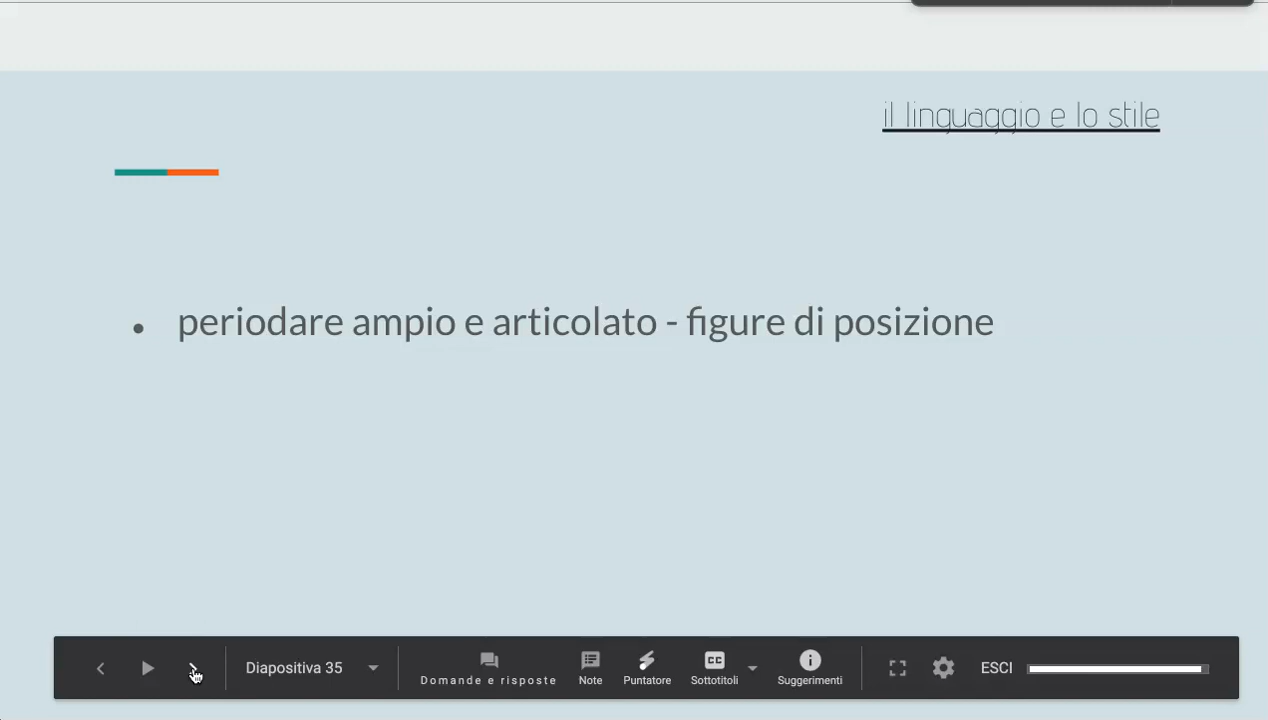 il linguaggio e lo stile
• periodare ampio e articolato - figure di posizione
Diapositiva 35
Domande e risposte
Note
Puntatore
Sottotitoli
Suggerimenti
ESCI